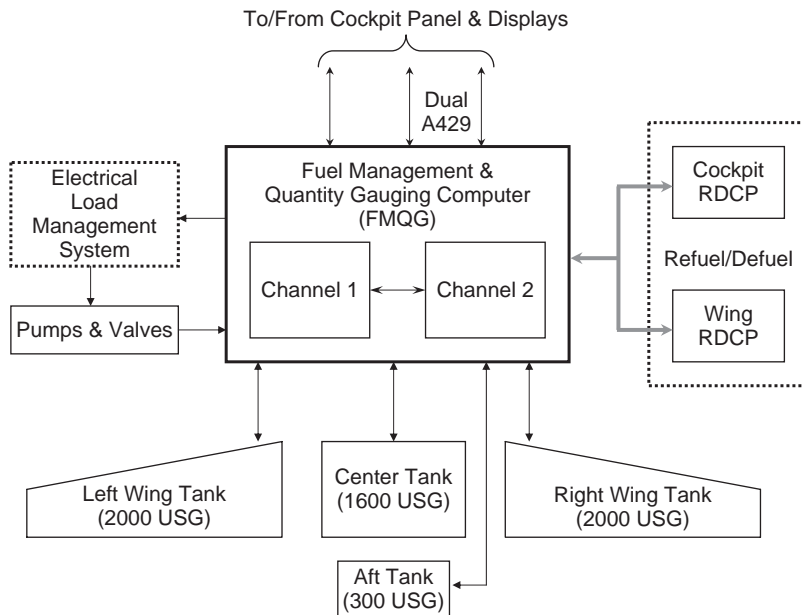 To/From Cockpit Panel & Displays
Dual
A429
Fuel Management &
Quantity Gauging Computer
(FMQG)
Channel 1
Channel 2
Electrical
Load
Management
System
Pumps & Valves
Cockpit
RDCP
Refuel/Defuel
Wing
RDCP
Left Wing Tank
(2000 USG)
Center Tank
(1600 USG)
Right Wing Tank
(2000 USG)
Aft Tank
(300 USG)